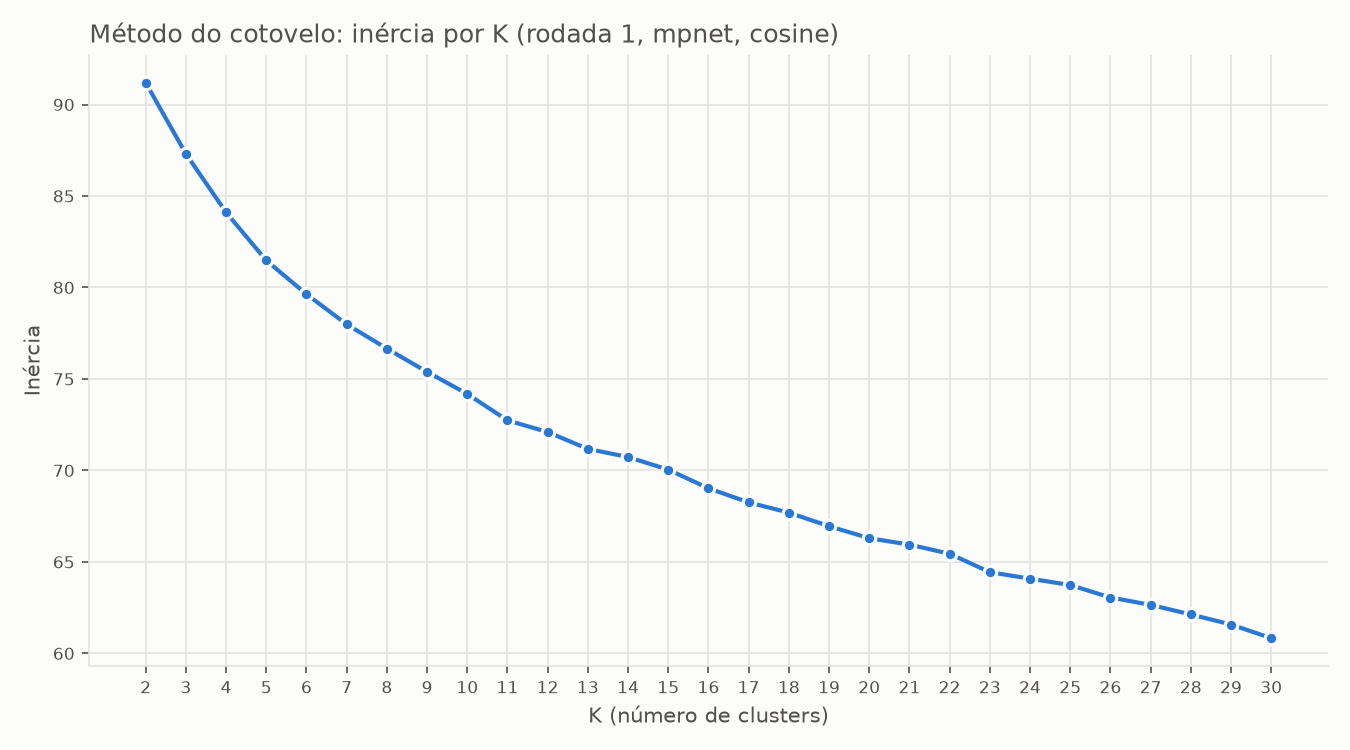 Método do cotovelo: inércia por K (rodada 1, mpnet, cosine)
Inércia
90
85
80
75
70
65
60
2 3 4 5 6 7 8 9 10 11 12 13 14 15 16 17 18 19 20 21 22 23 24 25 26 27 28 29 30
K (número de clusters)